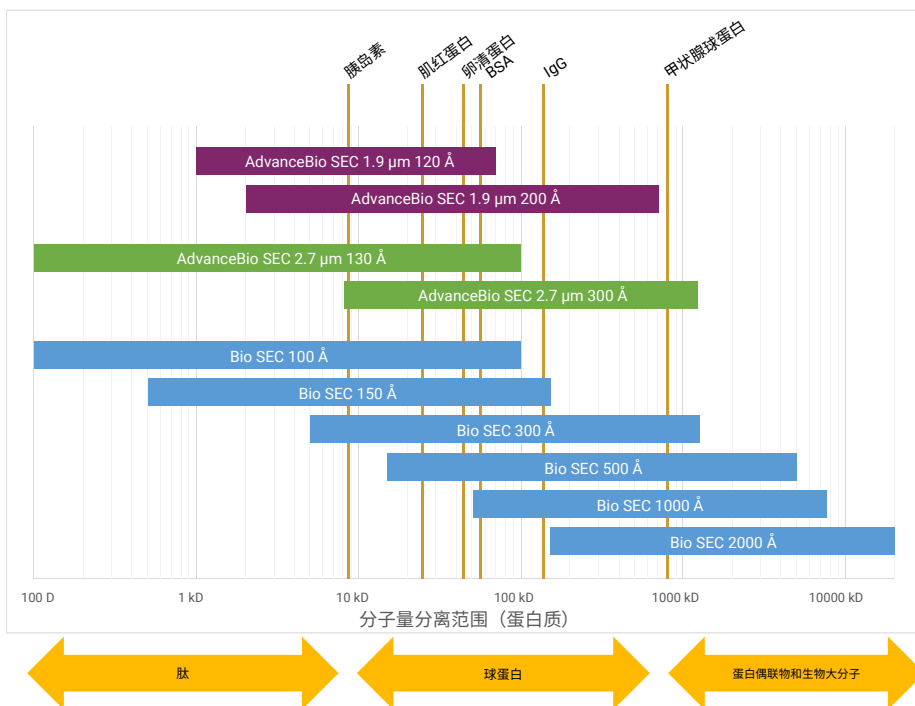 胰岛素
肌红蛋白
卵清蛋白
BSA
IgG
甲状腺球蛋白
AdvanceBio SEC 1.9 µm 120 Å
AdvanceBio SEC 1.9 µm 200 Å
AdvanceBio SEC 2.7 µm 130 Å
AdvanceBio SEC 2.7 µm 300 Å
Bio SEC 100 Å
Bio SEC 150 Å
Bio SEC 300 Å
Bio SEC 500 Å
Bio SEC 1000 Å
Bio SEC 2000 Å
100 D 1 kD 10 kD 100 kD 1000 kD 10000 kD
分子量分离范围（蛋白质）
肽 球蛋白 蛋白偶联物和生物大分子